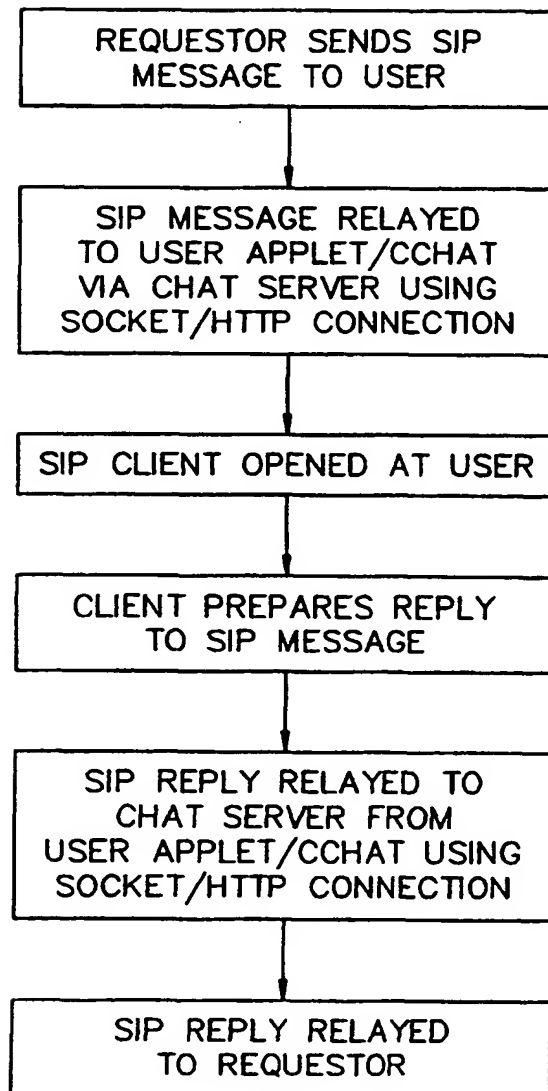 REQUESTOR SENDS SIP
MESSAGE TO USER
SIP MESSAGE RELAYED
TO USER APPLET/CCHAT
VIA CHAT SERVER USING
SOCKET/HTTP CONNECTION
SIP CLIENT OPENED AT USER
CLIENT PREPARES REPLY
TO SIP MESSAGE
SIP REPLY RELAYED TO
CHAT SERVER FROM
USER APPLET/CCHAT USING
SOCKET/HTTP CONNECTION
SIP REPLY RELAYED
TO REQUESTOR